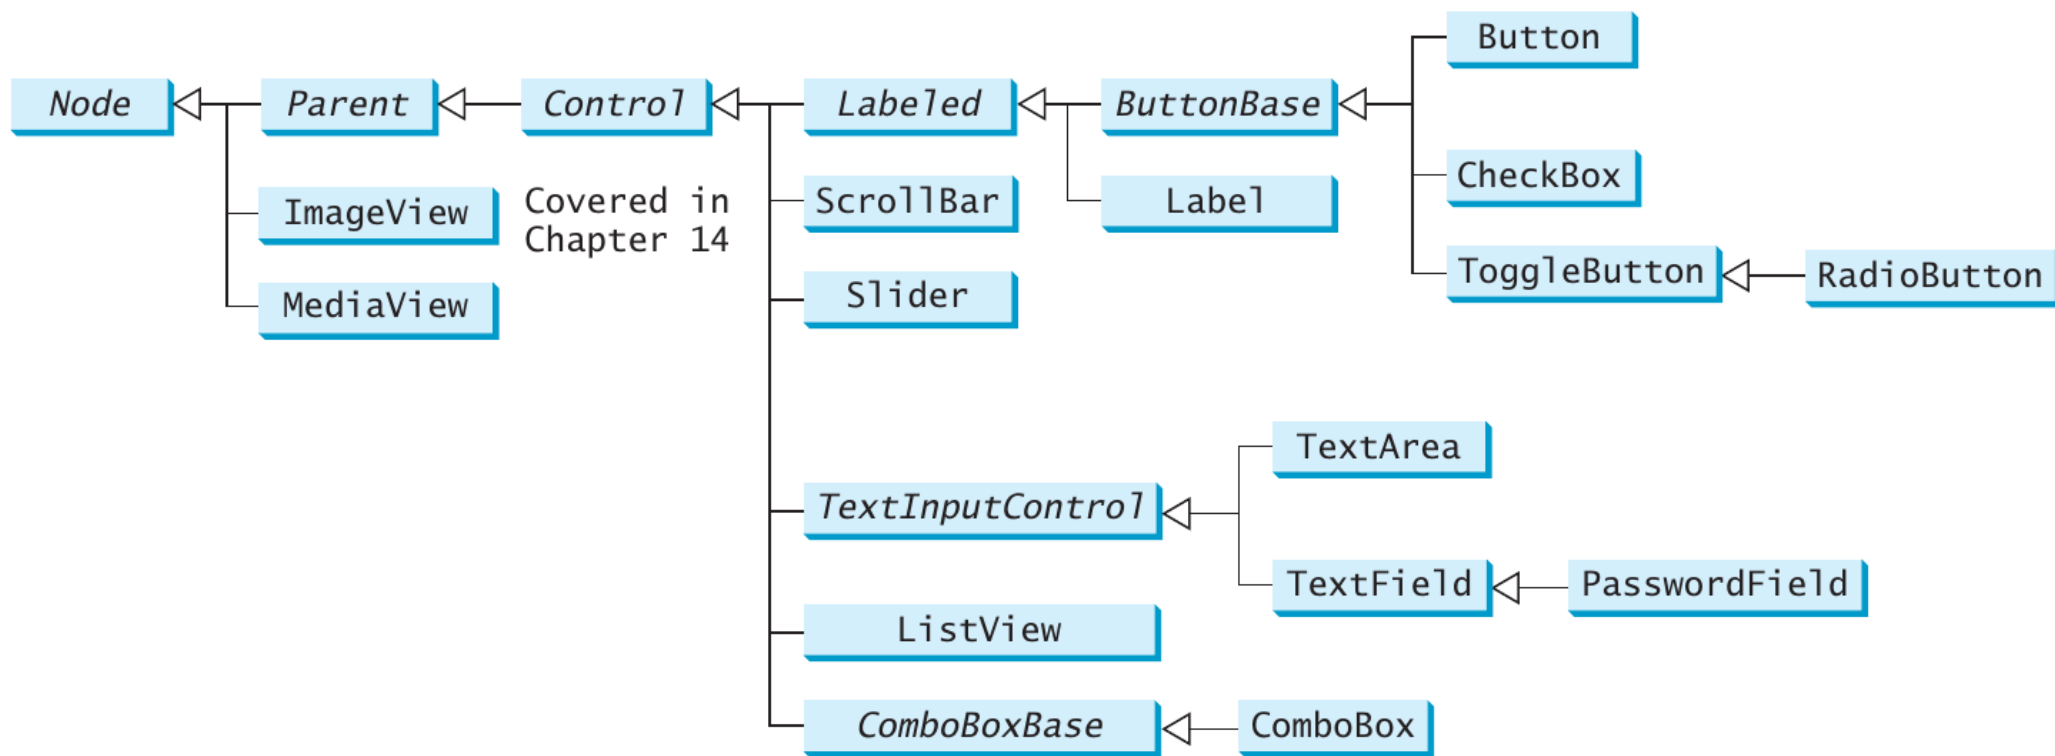 Button
Node
Parent
Control
Labeled
ButtonBase
CheckBox
ImageView
Covered in
Chapter 14
ScrollBar
Label
ToggleButton
RadioButton
MediaView
Slider
TextArea
TextInputControl
TextField
PasswordField
ListView
ComboBoxBase
ComboBox